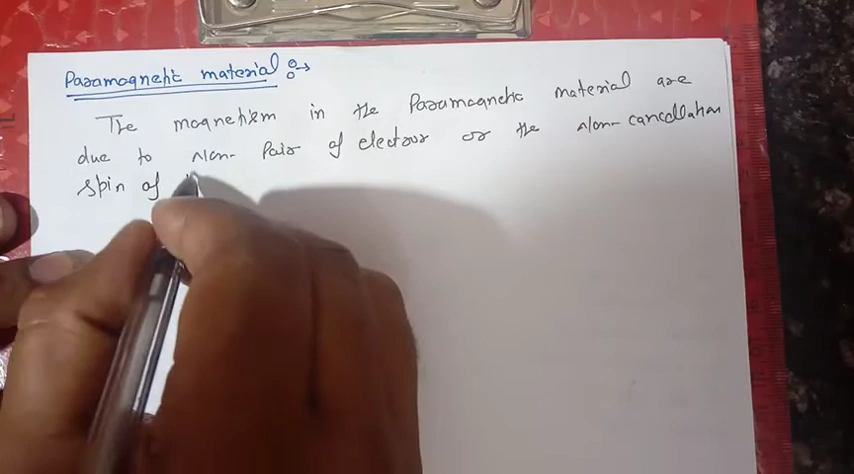 Paramagnetic material :→
The magnetism in the Paramagnetic material are
due to Non- Pair of electron or the Non-cancellation
spin of